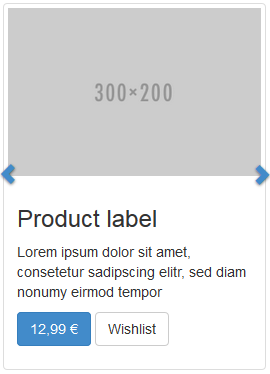 300×200
Product label
Lorem ipsum dolor sit amet,
consetetur sadipscing elitr, sed diam
nonumy eirmod tempor
12,99 €
Wishlist